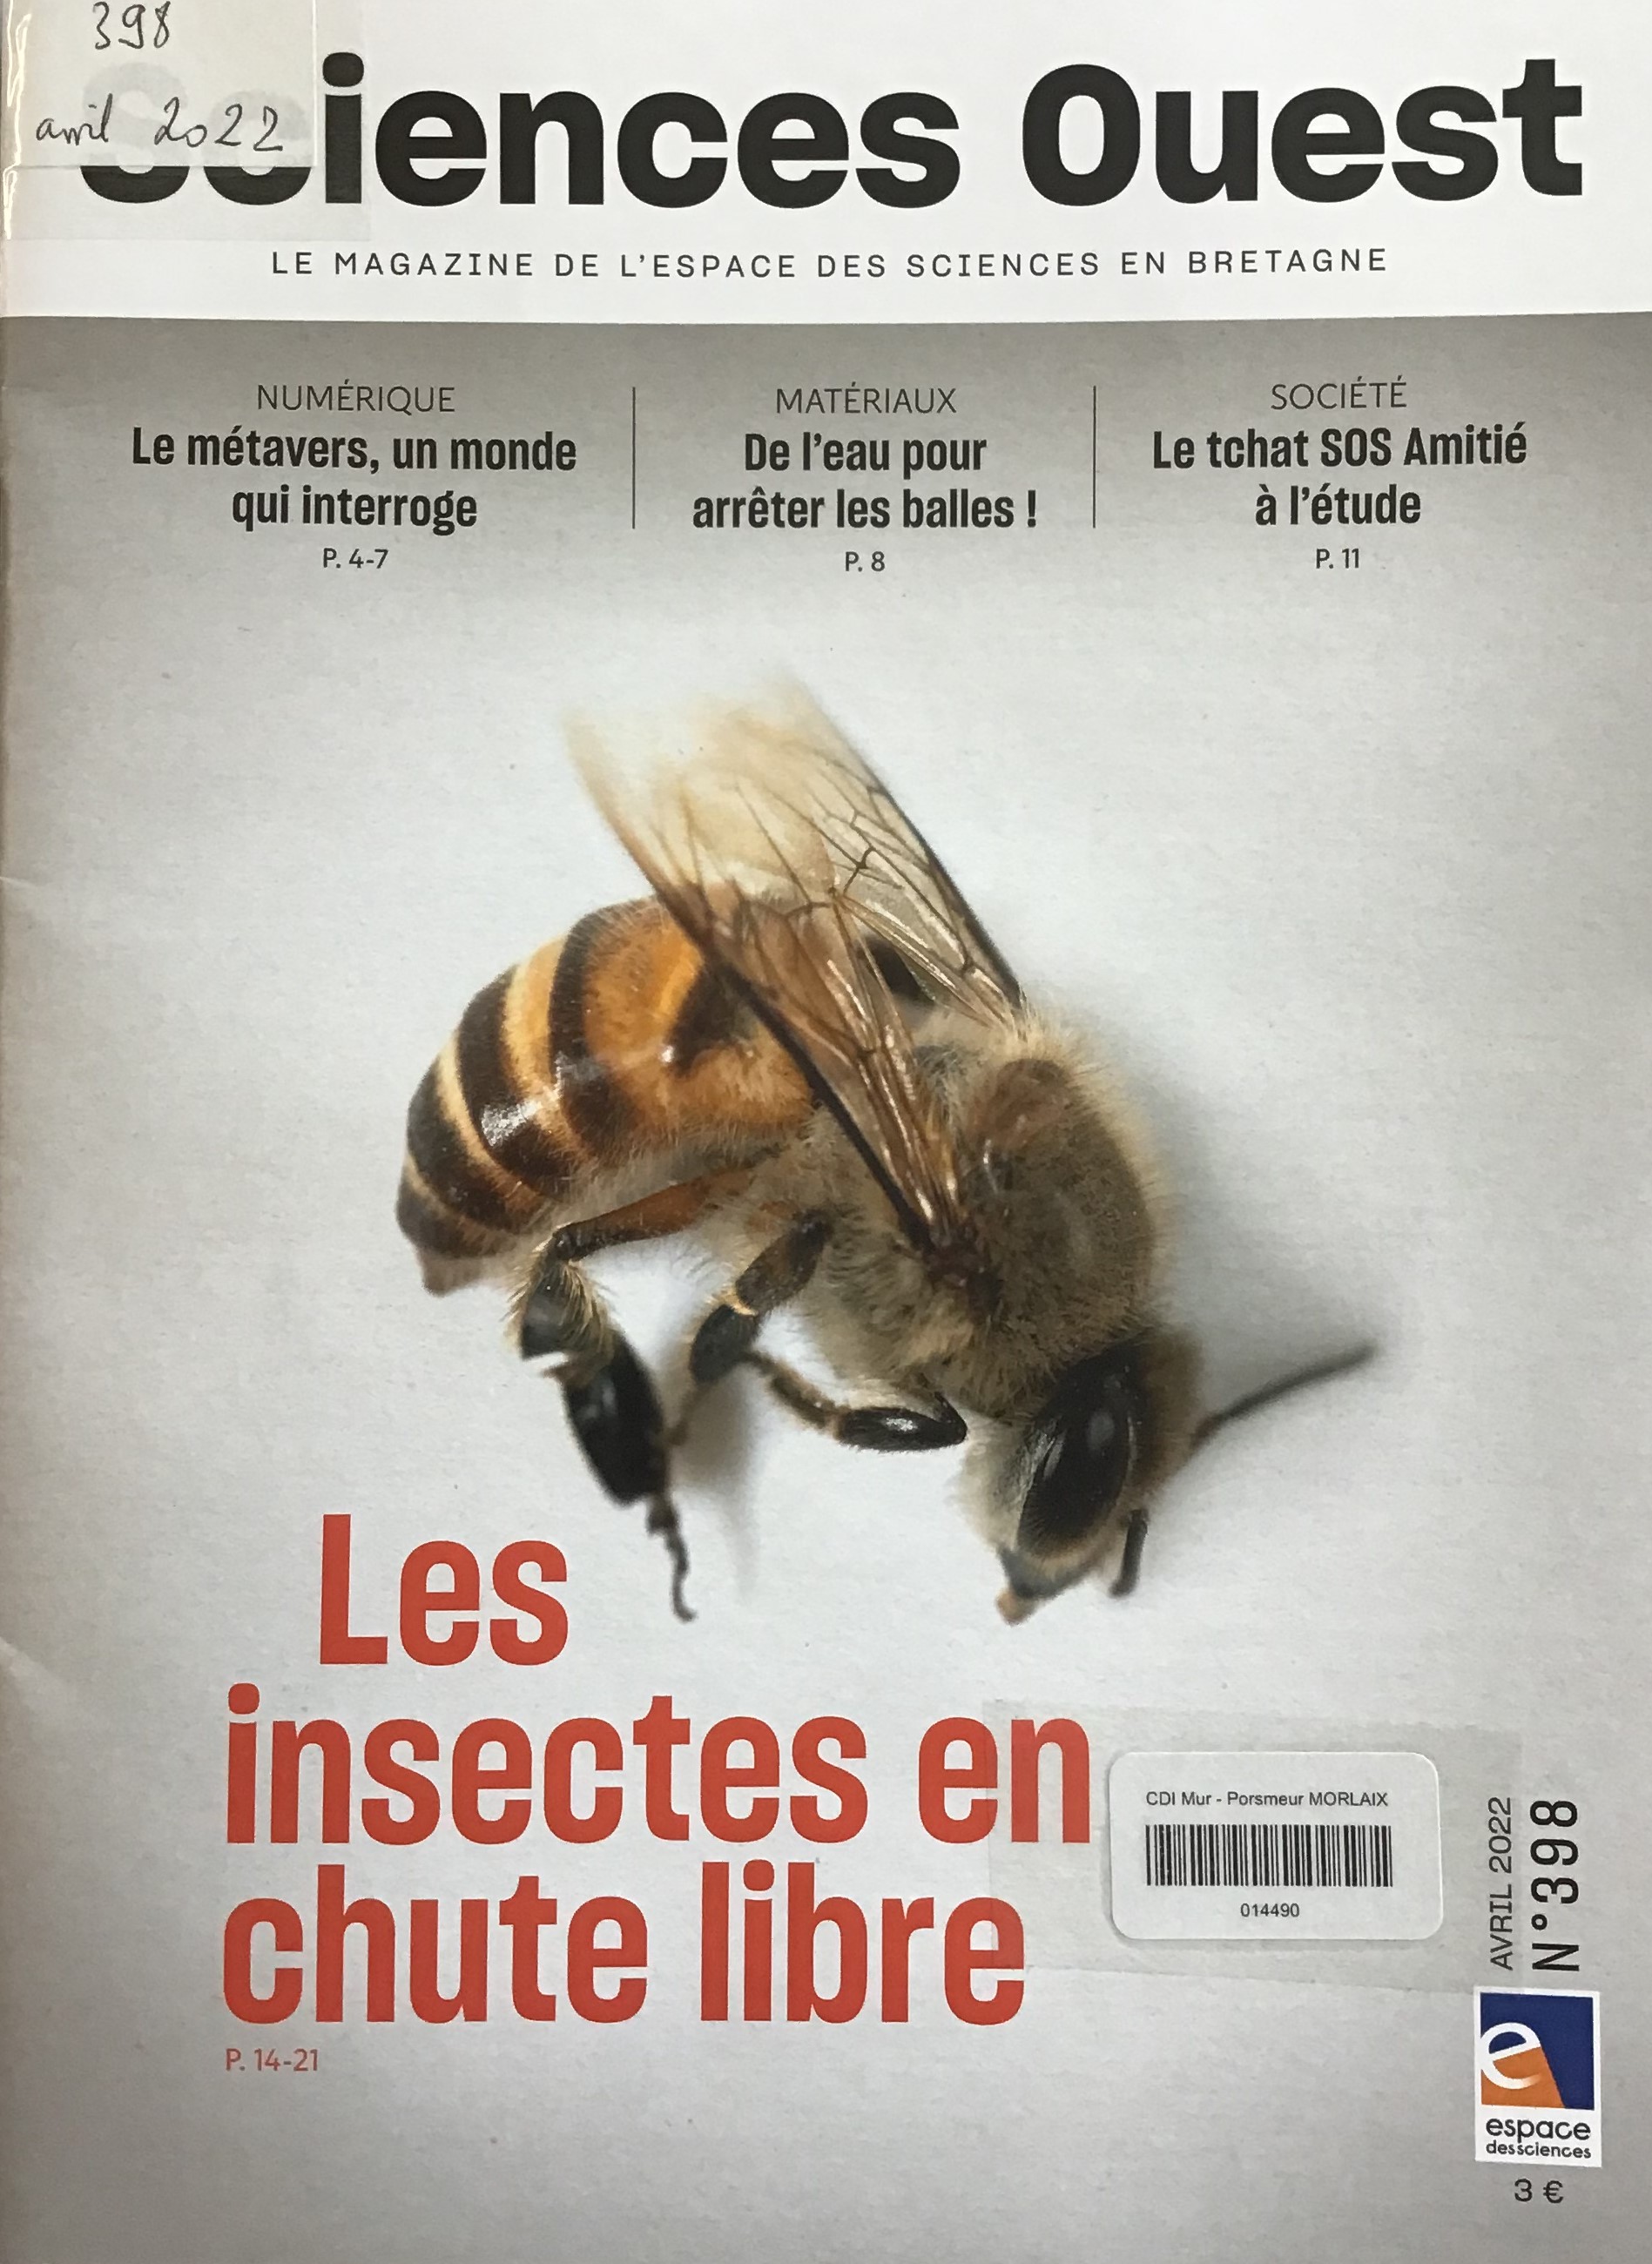 398
avril 2022
Sciences Ouest
LE MAGAZINE DE L'ESPACE DES SCIENCES EN BRETAGNE
NUMÉRIQUE
Le métavers, un monde
qui interroge
P. 4-7
MATÉRIAUX
De l'eau pour
arrêter les balles !
P. 8
SOCIÉTÉ
Le tchat SOS Amitié
à l'étude
P. 11
Les
insectes en
chute libre
P. 14-21
CDI Mur - Porsmeur MORLAIX
014490
AVRIL 2022
N°398
e
espace
des sciences
3 €